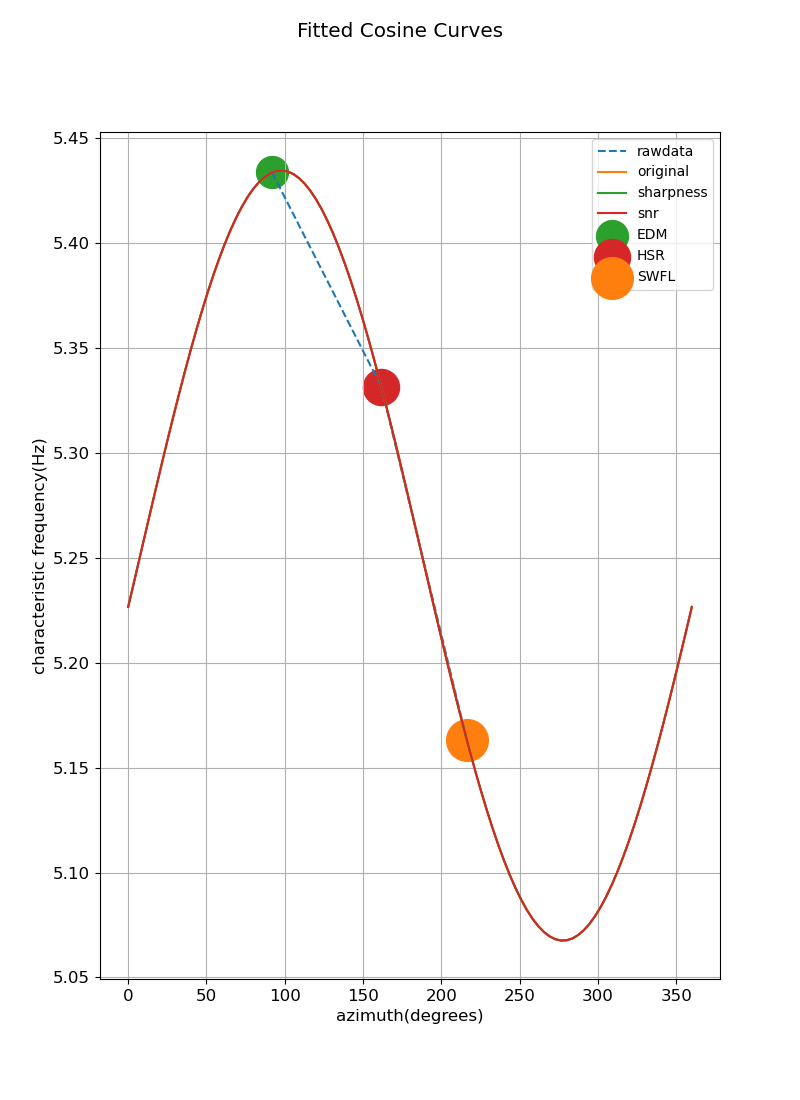 Fitted Cosine Curves
5.45
5.40
5.35
5.30
5.25
5.20
5.15
5.10
5.05
characteristic frequency(Hz)
rawdata
original
sharpness
snr
EDM
HSR
SWFL
0 50 100 150 200 250 300 350
azimuth(degrees)